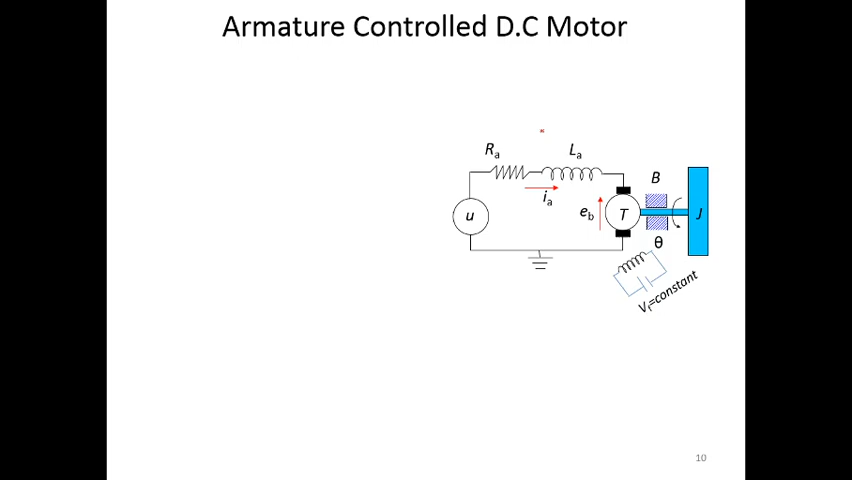 Armature Controlled D.C Motor
Ra
La
B
ia
u
eb
T
J
θ
Vf=constant
10